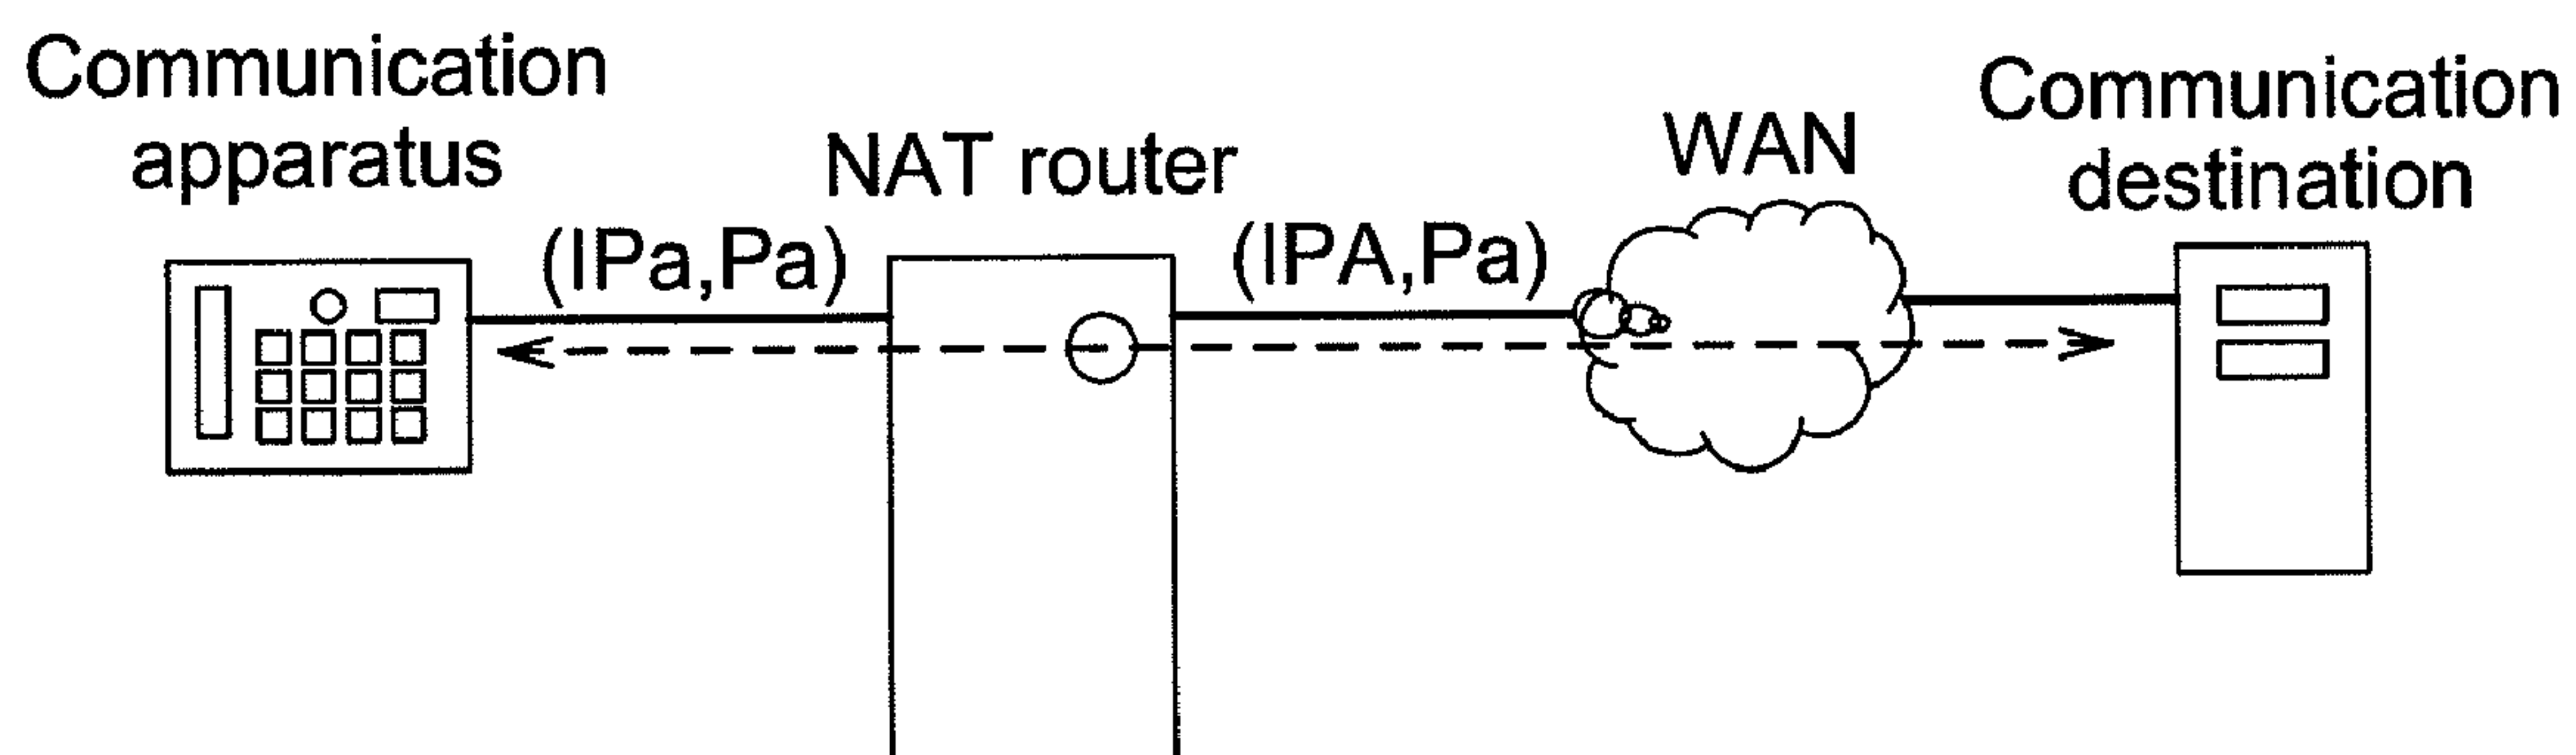 Communication
apparatus
NAT router
WAN
Communication
destination
(IPa,Pa)
(IPA,Pa)